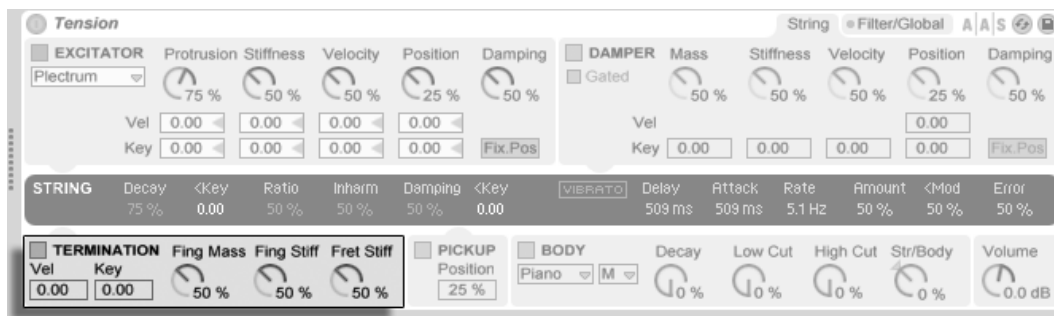 Tension String Filter/Global A A S
EXCITATOR Protrusion Stiffness Velocity Position Damping
Plectrum 75 % 50 % 50 % 25 % 50 %
Vel 0.00 0.00 0.00 0.00
Key 0.00 0.00 0.00 0.00 Fix.Pos
DAMPER Mass Stiffness Velocity Position Damping
Gated 50 % 50 % 50 % 25 % 50 %
Vel 0.00
Key 0.00 0.00 0.00 0.00 Fix.Pos
STRING Decay <Key Ratio Inharm Damping <Key VIBRATO Delay Attack Rate Amount <Mod Error
75 % 0.00 50 % 50 % 50 % 0.00 509 ms 509 ms 5.1 Hz 50 % 50 % 50 %
TERMINATION Fing Mass Fing Stiff Fret Stiff
Vel Key
0.00 0.00 50 % 50 % 50 %
PICKUP
Position
25 %
BODY Decay Low Cut High Cut Str/Body
Piano M 0 % 0 % 0 % 0 %
Volume
0.0 dB